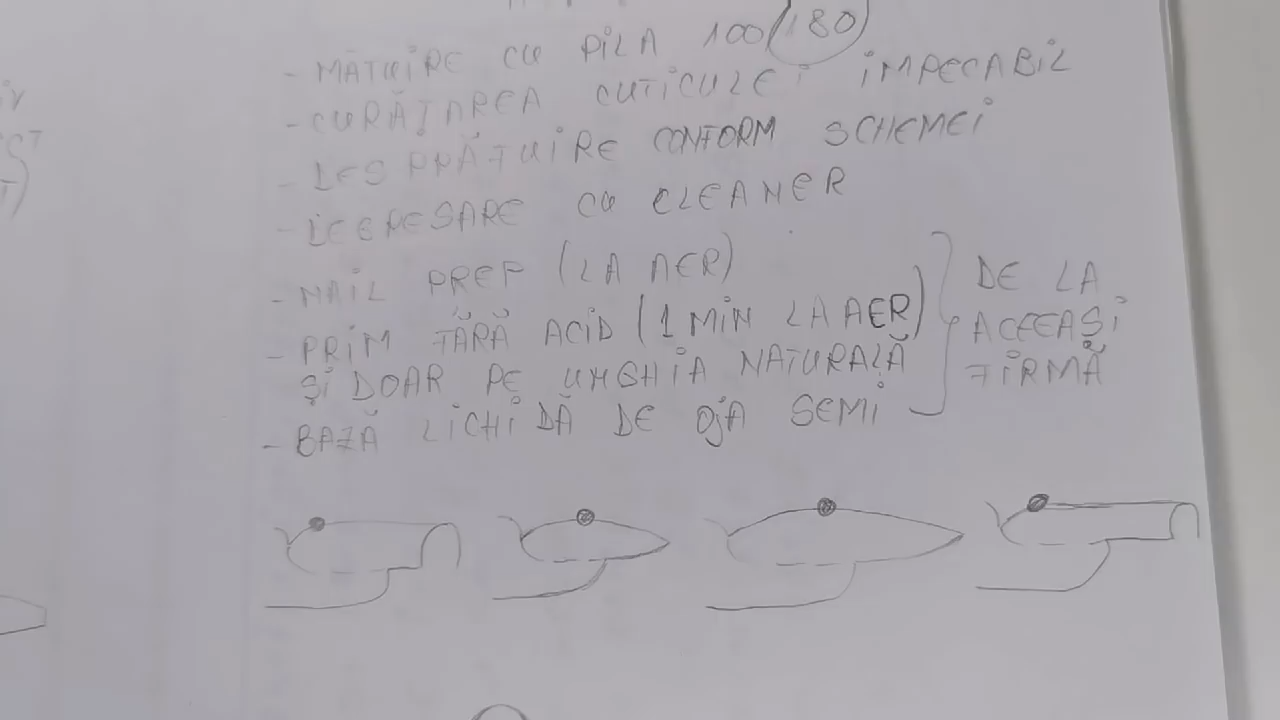 - MĂTUIRE CU PILA 100/180
- CURĂȚAREA CUTICULEI IMPECABIL
- DESPRĂFUIRE CONFORM SCHEMEI
- DEGRESARE CU CLEANER
- NAIL PREP (LA AER)
- PRIM FĂRĂ ACID (1 MIN LA AER)
ȘI DOAR PE UNGHIA NATURALĂ
- BAZĂ LICHIDĂ DE OJA SEMI
DE LA
ACEEAȘI
FIRMĂ